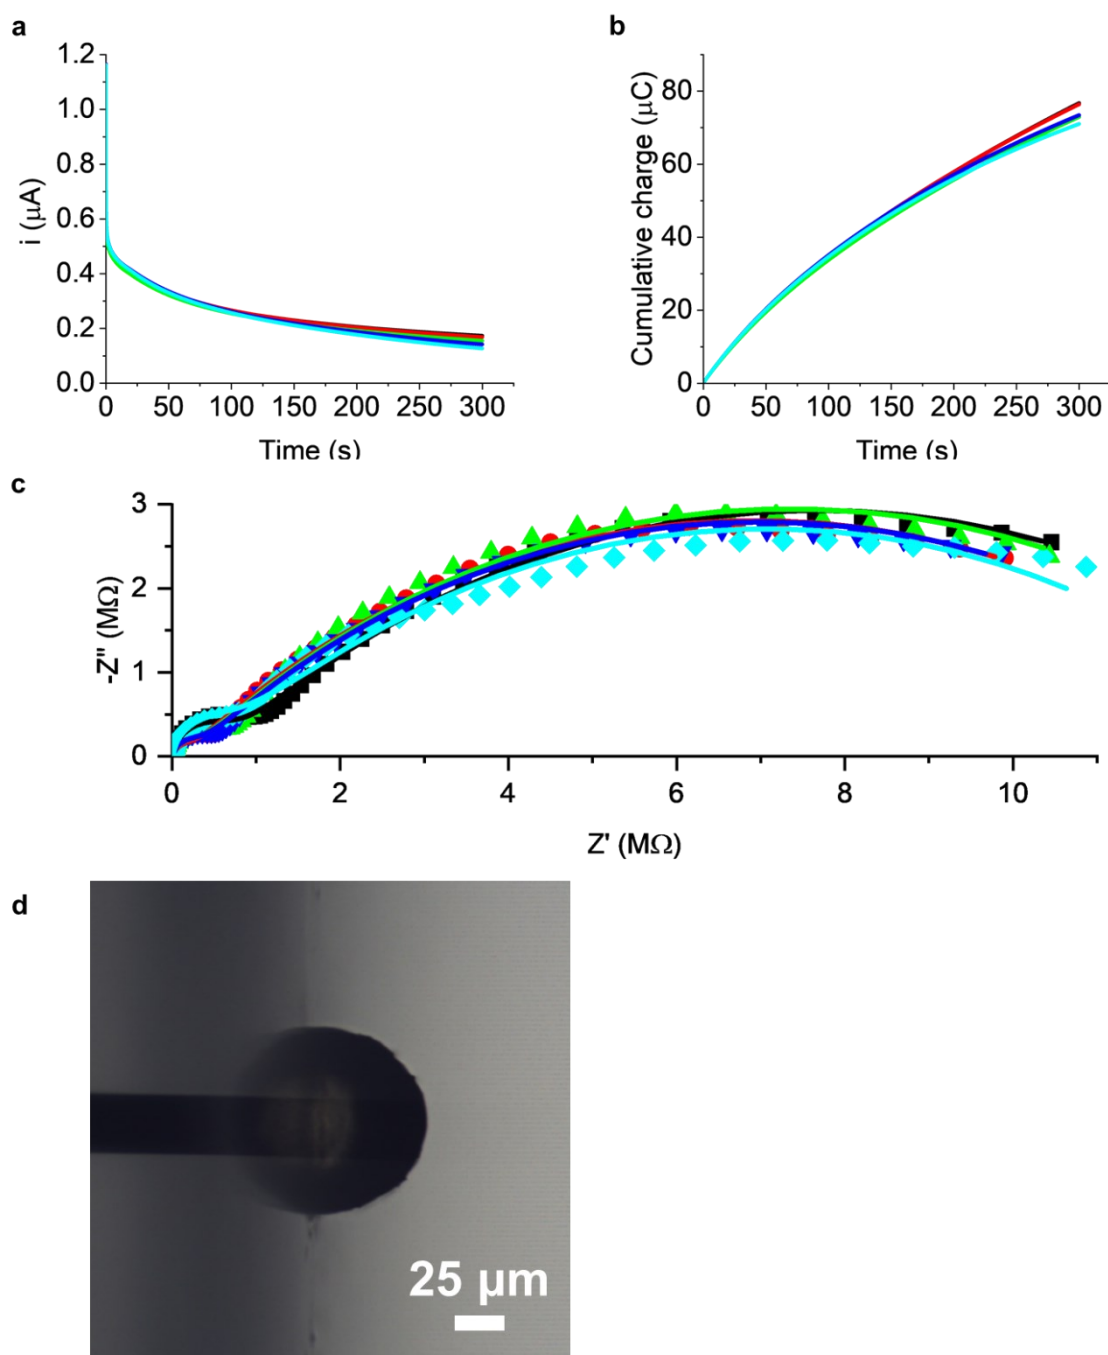 a
b
1.2
1.0
0.8
0.6
0.4
0.2
0.0
i (μA)
0 50 100 150 200 250 300
Time (s)
80
60
40
20
0
Cumulative charge (μC)
0 50 100 150 200 250 300
Time (s)
c
3
2
1
0
-Z" (MΩ)
0 2 4 6 8 10
Z' (MΩ)
d
25 μm